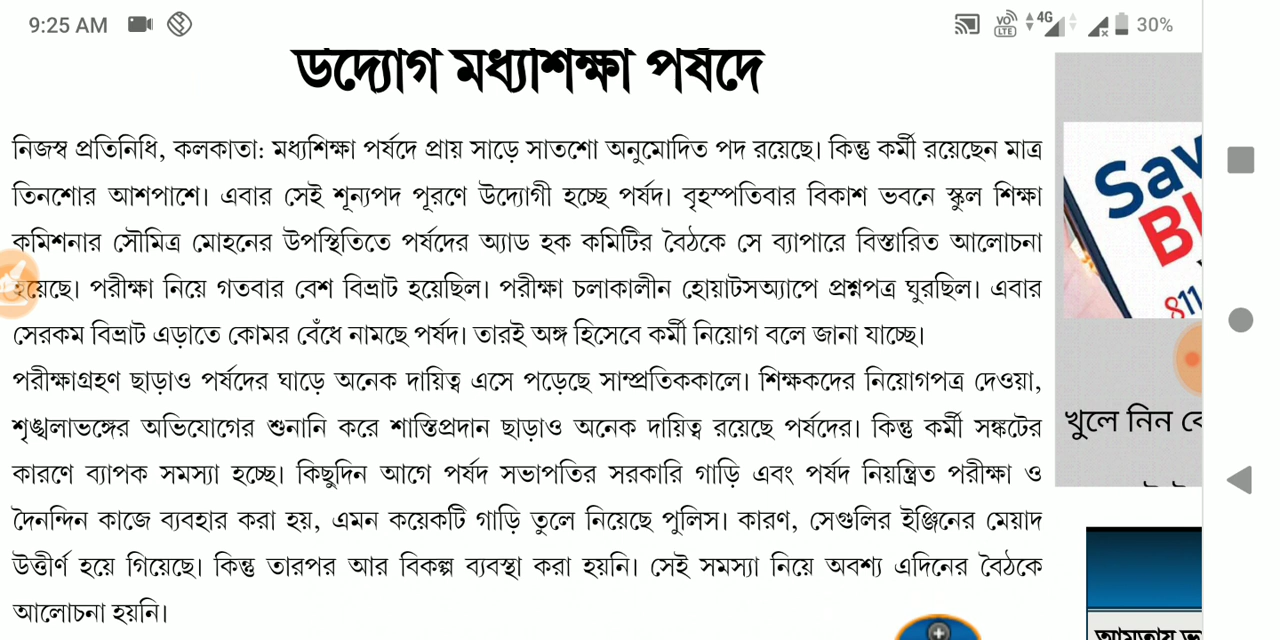 9:25 AM
VO LTE 4G 30%
উদ্যোগ মধ্যশিক্ষা পর্ষদে
নিজস্ব প্রতিনিধি, কলকাতা: মধ্যশিক্ষা পর্ষদে প্রায় সাড়ে সাতশো অনুমোদিত পদ রয়েছে। কিন্তু কর্মী রয়েছেন মাত্র
তিনশোর আশপাশে। এবার সেই শূন্যপদ পূরণে উদ্যোগী হচ্ছে পর্ষদ। বৃহস্পতিবার বিকাশ ভবনে স্কুল শিক্ষা
কমিশনার সৌমিত্র মোহনের উপস্থিতিতে পর্ষদের অ্যাড হক কমিটির বৈঠকে সে ব্যাপারে বিস্তারিত আলোচনা
হয়েছে। পরীক্ষা নিয়ে গতবার বেশ বিভ্রাট হয়েছিল। পরীক্ষা চলাকালীন হোয়াটসঅ্যাপে প্রশ্নপত্র ঘুরছিল। এবার
সেরকম বিভ্রাট এড়াতে কোমর বেঁধে নামছে পর্ষদ। তারই অঙ্গ হিসেবে কর্মী নিয়োগ বলে জানা যাচ্ছে।
পরীক্ষাগ্রহণ ছাড়াও পর্ষদের ঘাড়ে অনেক দায়িত্ব এসে পড়েছে সাম্প্রতিককালে। শিক্ষকদের নিয়োগপত্র দেওয়া,
শৃঙ্খলাভঙ্গের অভিযোগের শুনানি করে শাস্তিপ্রদান ছাড়াও অনেক দায়িত্ব রয়েছে পর্ষদের। কিন্তু কর্মী সঙ্কটের
কারণে ব্যাপক সমস্যা হচ্ছে। কিছুদিন আগে পর্ষদ সভাপতির সরকারি গাড়ি এবং পর্ষদ নিয়ন্ত্রিত পরীক্ষা ও
দৈনন্দিন কাজে ব্যবহার করা হয়, এমন কয়েকটি গাড়ি তুলে নিয়েছে পুলিস। কারণ, সেগুলির ইঞ্জিনের মেয়াদ
উত্তীর্ণ হয়ে গিয়েছে। কিন্তু তারপর আর বিকল্প ব্যবস্থা করা হয়নি। সেই সমস্যা নিয়ে অবশ্য এদিনের বৈঠকে
আলোচনা হয়নি।
Sav
Bl
811
খুলে নিন